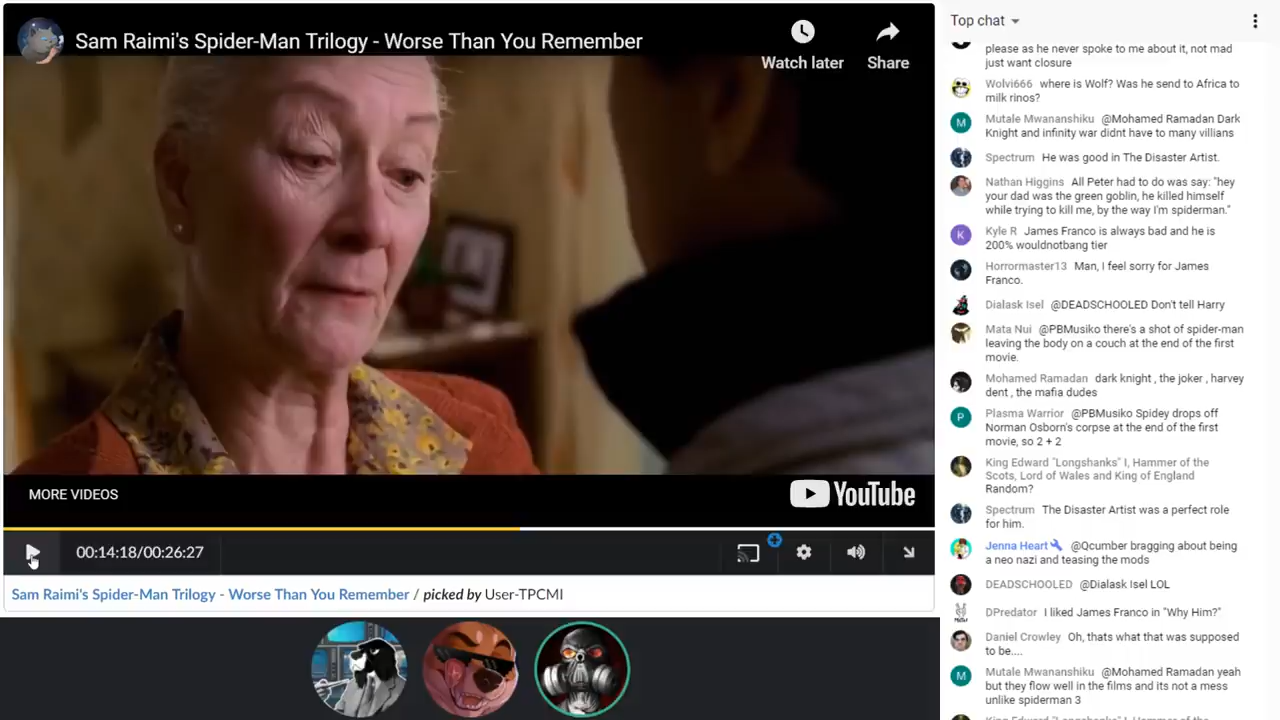 Sam Raimi's Spider-Man Trilogy - Worse Than You Remember
Watch later
Share
MORE VIDEOS
YouTube
00:14:18/00:26:27
Sam Raimi's Spider-Man Trilogy - Worse Than You Remember / picked by User-TPCMI
Top chat
please as he never spoke to me about it, not mad
just want closure
Wolvi666 where is Wolf? Was he send to Africa to
milk rinos?
M
Mutale Mwananshiku @Mohamed Ramadan Dark
Knight and infinity war didnt have to many villians
Spectrum He was good in The Disaster Artist.
Nathan Higgins All Peter had to do was say: "hey
your dad was the green goblin, he killed himself
while trying to kill me, by the way I'm spiderman."
K
Kyle R James Franco is always bad and he is
200% wouldnotbang tier
Horrormaster13 Man, I feel sorry for James
Franco.
Dialask Isel @DEADSCHOOLED Don't tell Harry
Mata Nui @PBMusiko there's a shot of spider-man
leaving the body on a couch at the end of the first
movie.
Mohamed Ramadan dark knight , the joker , harvey
dent , the mafia dudes
P
Plasma Warrior @PBMusiko Spidey drops off
Norman Osborn's corpse at the end of the first
movie, so 2 + 2
King Edward "Longshanks" I, Hammer of the
Scots, Lord of Wales and King of England
Random?
Spectrum The Disaster Artist was a perfect role
for him.
Jenna Heart @Qcumber bragging about being
a neo nazi and teasing the mods
DEADSCHOOLED @Dialask Isel LOL
DPredator I liked James Franco in "Why Him?"
Daniel Crowley Oh, thats what that was supposed
to be....
M
Mutale Mwananshiku @Mohamed Ramadan yeah
but they flow well in the films and its not a mess
unlike spiderman 3
King Edward "Longshanks" I, Hammer of the